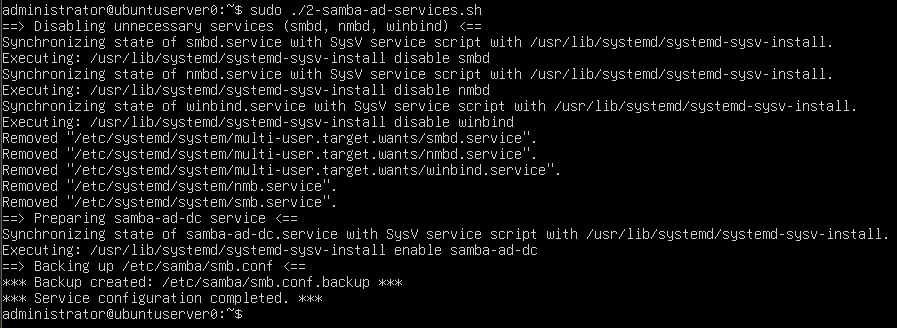 administrator@ubuntuserver0:~$ sudo ./2-samba-ad-services.sh
==> Disabling unnecessary services (smbd, nmbd, winbind) <==
Synchronizing state of smbd.service with SysV service script with /usr/lib/systemd/systemd-sysv-install.
Executing: /usr/lib/systemd/systemd-sysv-install disable smbd
Synchronizing state of nmbd.service with SysV service script with /usr/lib/systemd/systemd-sysv-install.
Executing: /usr/lib/systemd/systemd-sysv-install disable nmbd
Synchronizing state of winbind.service with SysV service script with /usr/lib/systemd/systemd-sysv-install.
Executing: /usr/lib/systemd/systemd-sysv-install disable winbind
Removed "/etc/systemd/system/multi-user.target.wants/smbd.service".
Removed "/etc/systemd/system/multi-user.target.wants/nmbd.service".
Removed "/etc/systemd/system/multi-user.target.wants/winbind.service".
Removed "/etc/systemd/system/nmb.service".
Removed "/etc/systemd/system/smb.service".
==> Preparing samba-ad-dc service <==
Synchronizing state of samba-ad-dc.service with SysV service script with /usr/lib/systemd/systemd-sysv-install.
Executing: /usr/lib/systemd/systemd-sysv-install enable samba-ad-dc
==> Backing up /etc/samba/smb.conf <==
*** Backup created: /etc/samba/smb.conf.backup ***
*** Service configuration completed. ***
administrator@ubuntuserver0:~$